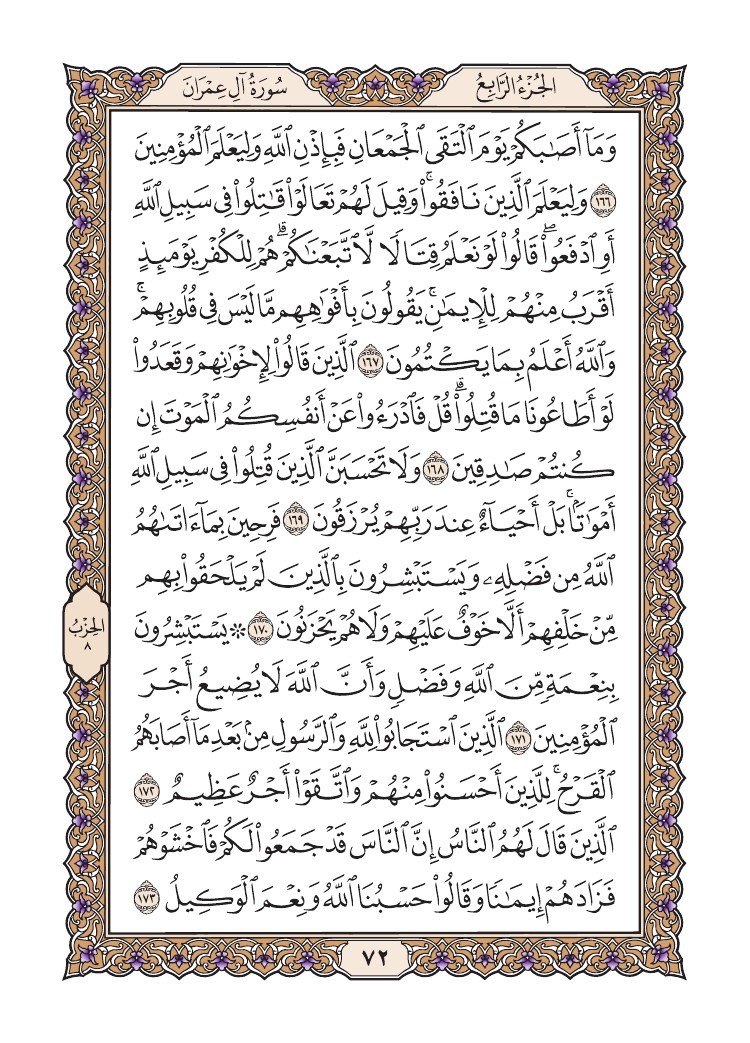 الجُزْءُ الرَّابِعُ
سُورَةُ آلِ عِمْرَانَ
وَمَآ أَصَٰبَكُمْ يَوْمَ ٱلْتَقَى ٱلْجَمْعَانِ فَبِإِذْنِ ٱللَّهِ وَلِيَعْلَمَ ٱلْمُؤْمِنِينَ
١٦٦ وَلِيَعْلَمَ ٱلَّذِينَ نَافَقُوا۟ۚ وَقِيلَ لَهُمْ تَعَالَوْا۟ قَٰتِلُوا۟ فِى سَبِيلِ ٱللَّهِ
أَوِ ٱدْفَعُوا۟ۖ قَالُوا۟ لَوْ نَعْلَمُ قِتَالًا لَّٱتَّبَعْنَٰكُمْۗ هُمْ لِلْكُفْرِ يَوْمَئِذٍ
أَقْرَبُ مِنْهُمْ لِلْإِيمَٰنِۚ يَقُولُونَ بِأَفْوَٰهِهِم مَّا لَيْسَ فِى قُلُوبِهِمْۚ
وَٱللَّهُ أَعْلَمُ بِمَا يَكْتُمُونَ ١٦٧ ٱلَّذِينَ قَالُوا۟ لِإِخْوَٰنِهِمْ وَقَعَدُوا۟
لَوْ أَطَاعُونَا مَا قُتِلُوا۟ۗ قُلْ فَٱدْرَءُوا۟ عَنْ أَنفُسِكُمُ ٱلْمَوْتَ إِن
كُنتُمْ صَٰدِقِينَ ١٦٨ وَلَا تَحْسَبَنَّ ٱلَّذِينَ قُتِلُوا۟ فِى سَبِيلِ ٱللَّهِ
أَمْوَٰتًۢاۚ بَلْ أَحْيَآءٌ عِندَ رَبِّهِمْ يُرْزَقُونَ ١٦٩ فَرِحِينَ بِمَآ ءَاتَىٰهُمُ
ٱللَّهُ مِن فَضْلِهِۦ وَيَسْتَبْشِرُونَ بِٱلَّذِينَ لَمْ يَلْحَقُوا۟ بِهِم
مِّنْ خَلْفِهِمْ أَلَّا خَوْفٌ عَلَيْهِمْ وَلَا هُمْ يَحْزَنُونَ ١٧٠ ۞ يَسْتَبْشِرُونَ
بِنِعْمَةٍ مِّنَ ٱللَّهِ وَفَضْلٍ وَأَنَّ ٱللَّهَ لَا يُضِيعُ أَجْرَ
ٱلْمُؤْمِنِينَ ١٧١ ٱلَّذِينَ ٱسْتَجَابُوا۟ لِلَّهِ وَٱلرَّسُولِ مِنۢ بَعْدِ مَآ أَصَابَهُمُ
ٱلْقَرْحُۚ لِلَّذِينَ أَحْسَنُوا۟ مِنْهُمْ وَٱتَّقَوْا۟ أَجْرٌ عَظِيمٌ ١٧٢
ٱلَّذِينَ قَالَ لَهُمُ ٱلنَّاسُ إِنَّ ٱلنَّاسَ قَدْ جَمَعُوا۟ لَكُمْ فَٱخْشَوْهُمْ
فَزَادَهُمْ إِيمَٰنًا وَقَالُوا۟ حَسْبُنَا ٱللَّهُ وَنِعْمَ ٱلْوَكِيلُ ١٧٣
الحِزْبُ
٨
٧٢